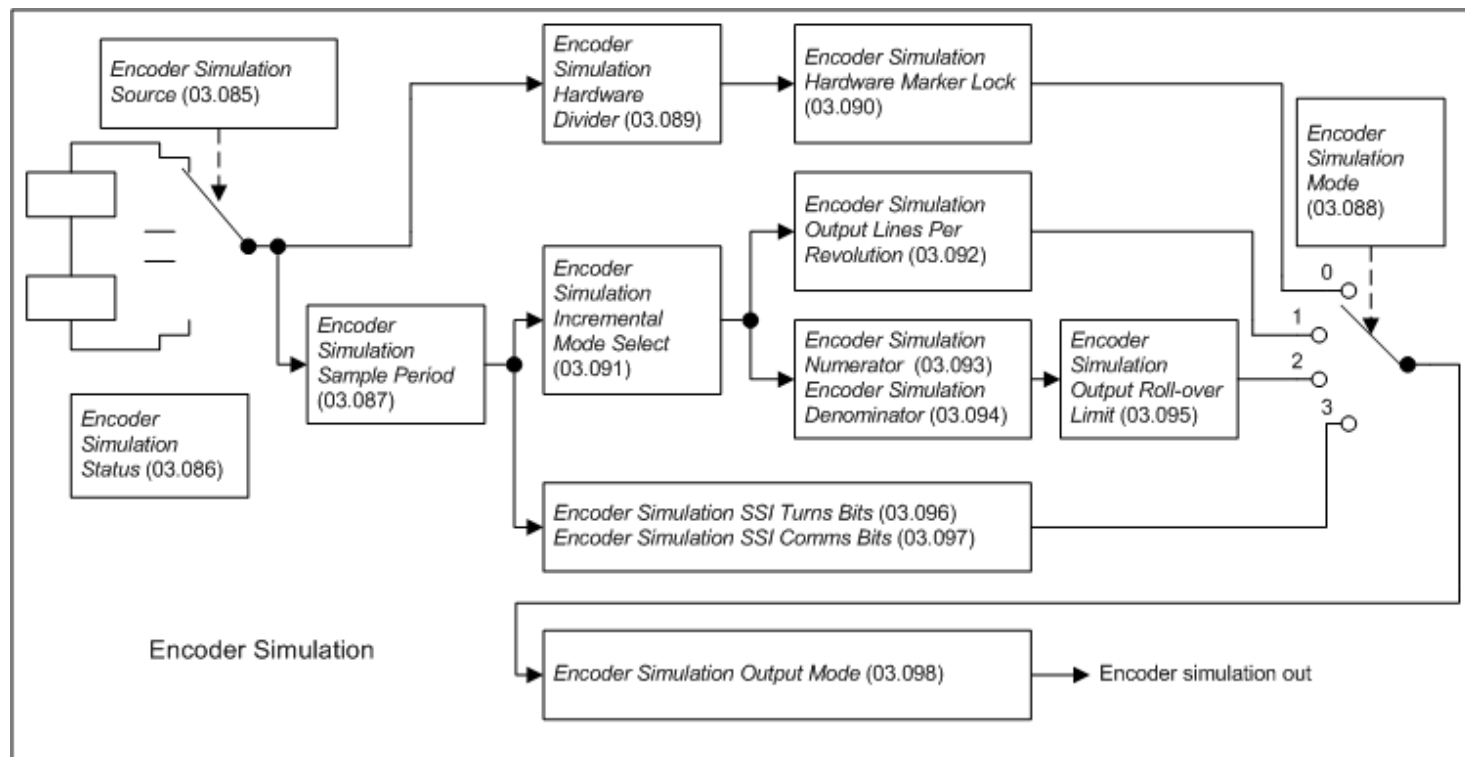 Encoder Simulation
Source (03.085)
Encoder
Simulation
Hardware
Divider (03.089)
Encoder Simulation
Hardware Marker Lock
(03.090)
Encoder
Simulation
Mode
(03.088)
Encoder Simulation
Output Lines Per
Revolution (03.092)
Encoder
Simulation
Incremental
Mode Select
(03.091)
0
1
2
3
Encoder
Simulation
Sample Period
(03.087)
Encoder Simulation
Numerator (03.093)
Encoder Simulation
Denominator (03.094)
Encoder
Simulation
Output Roll-over
Limit (03.095)
Encoder
Simulation
Status (03.086)
Encoder Simulation SSI Turns Bits (03.096)
Encoder Simulation SSI Comms Bits (03.097)
Encoder Simulation
Encoder Simulation Output Mode (03.098)
Encoder simulation out